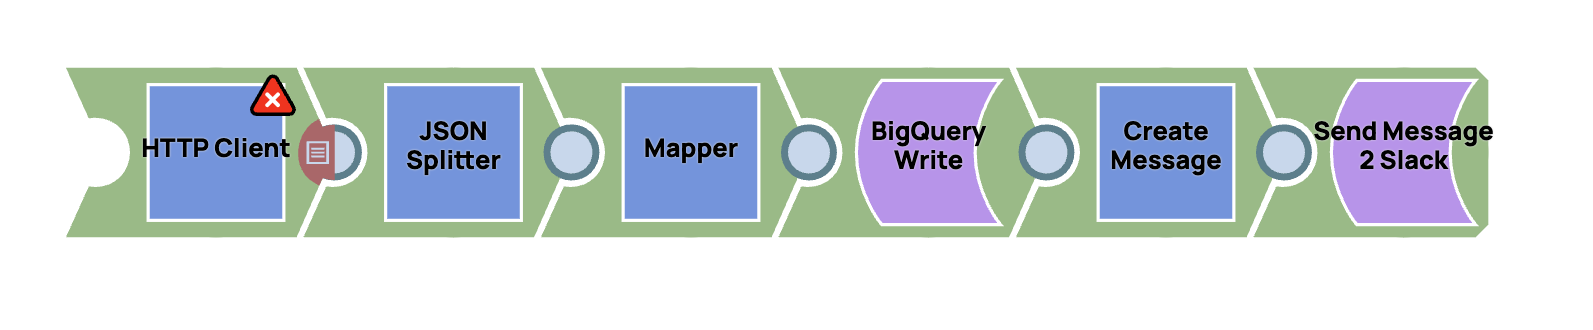 HTTP Client
JSON
Splitter
Mapper
BigQuery
Write
Create
Message
Send Message
2 Slack